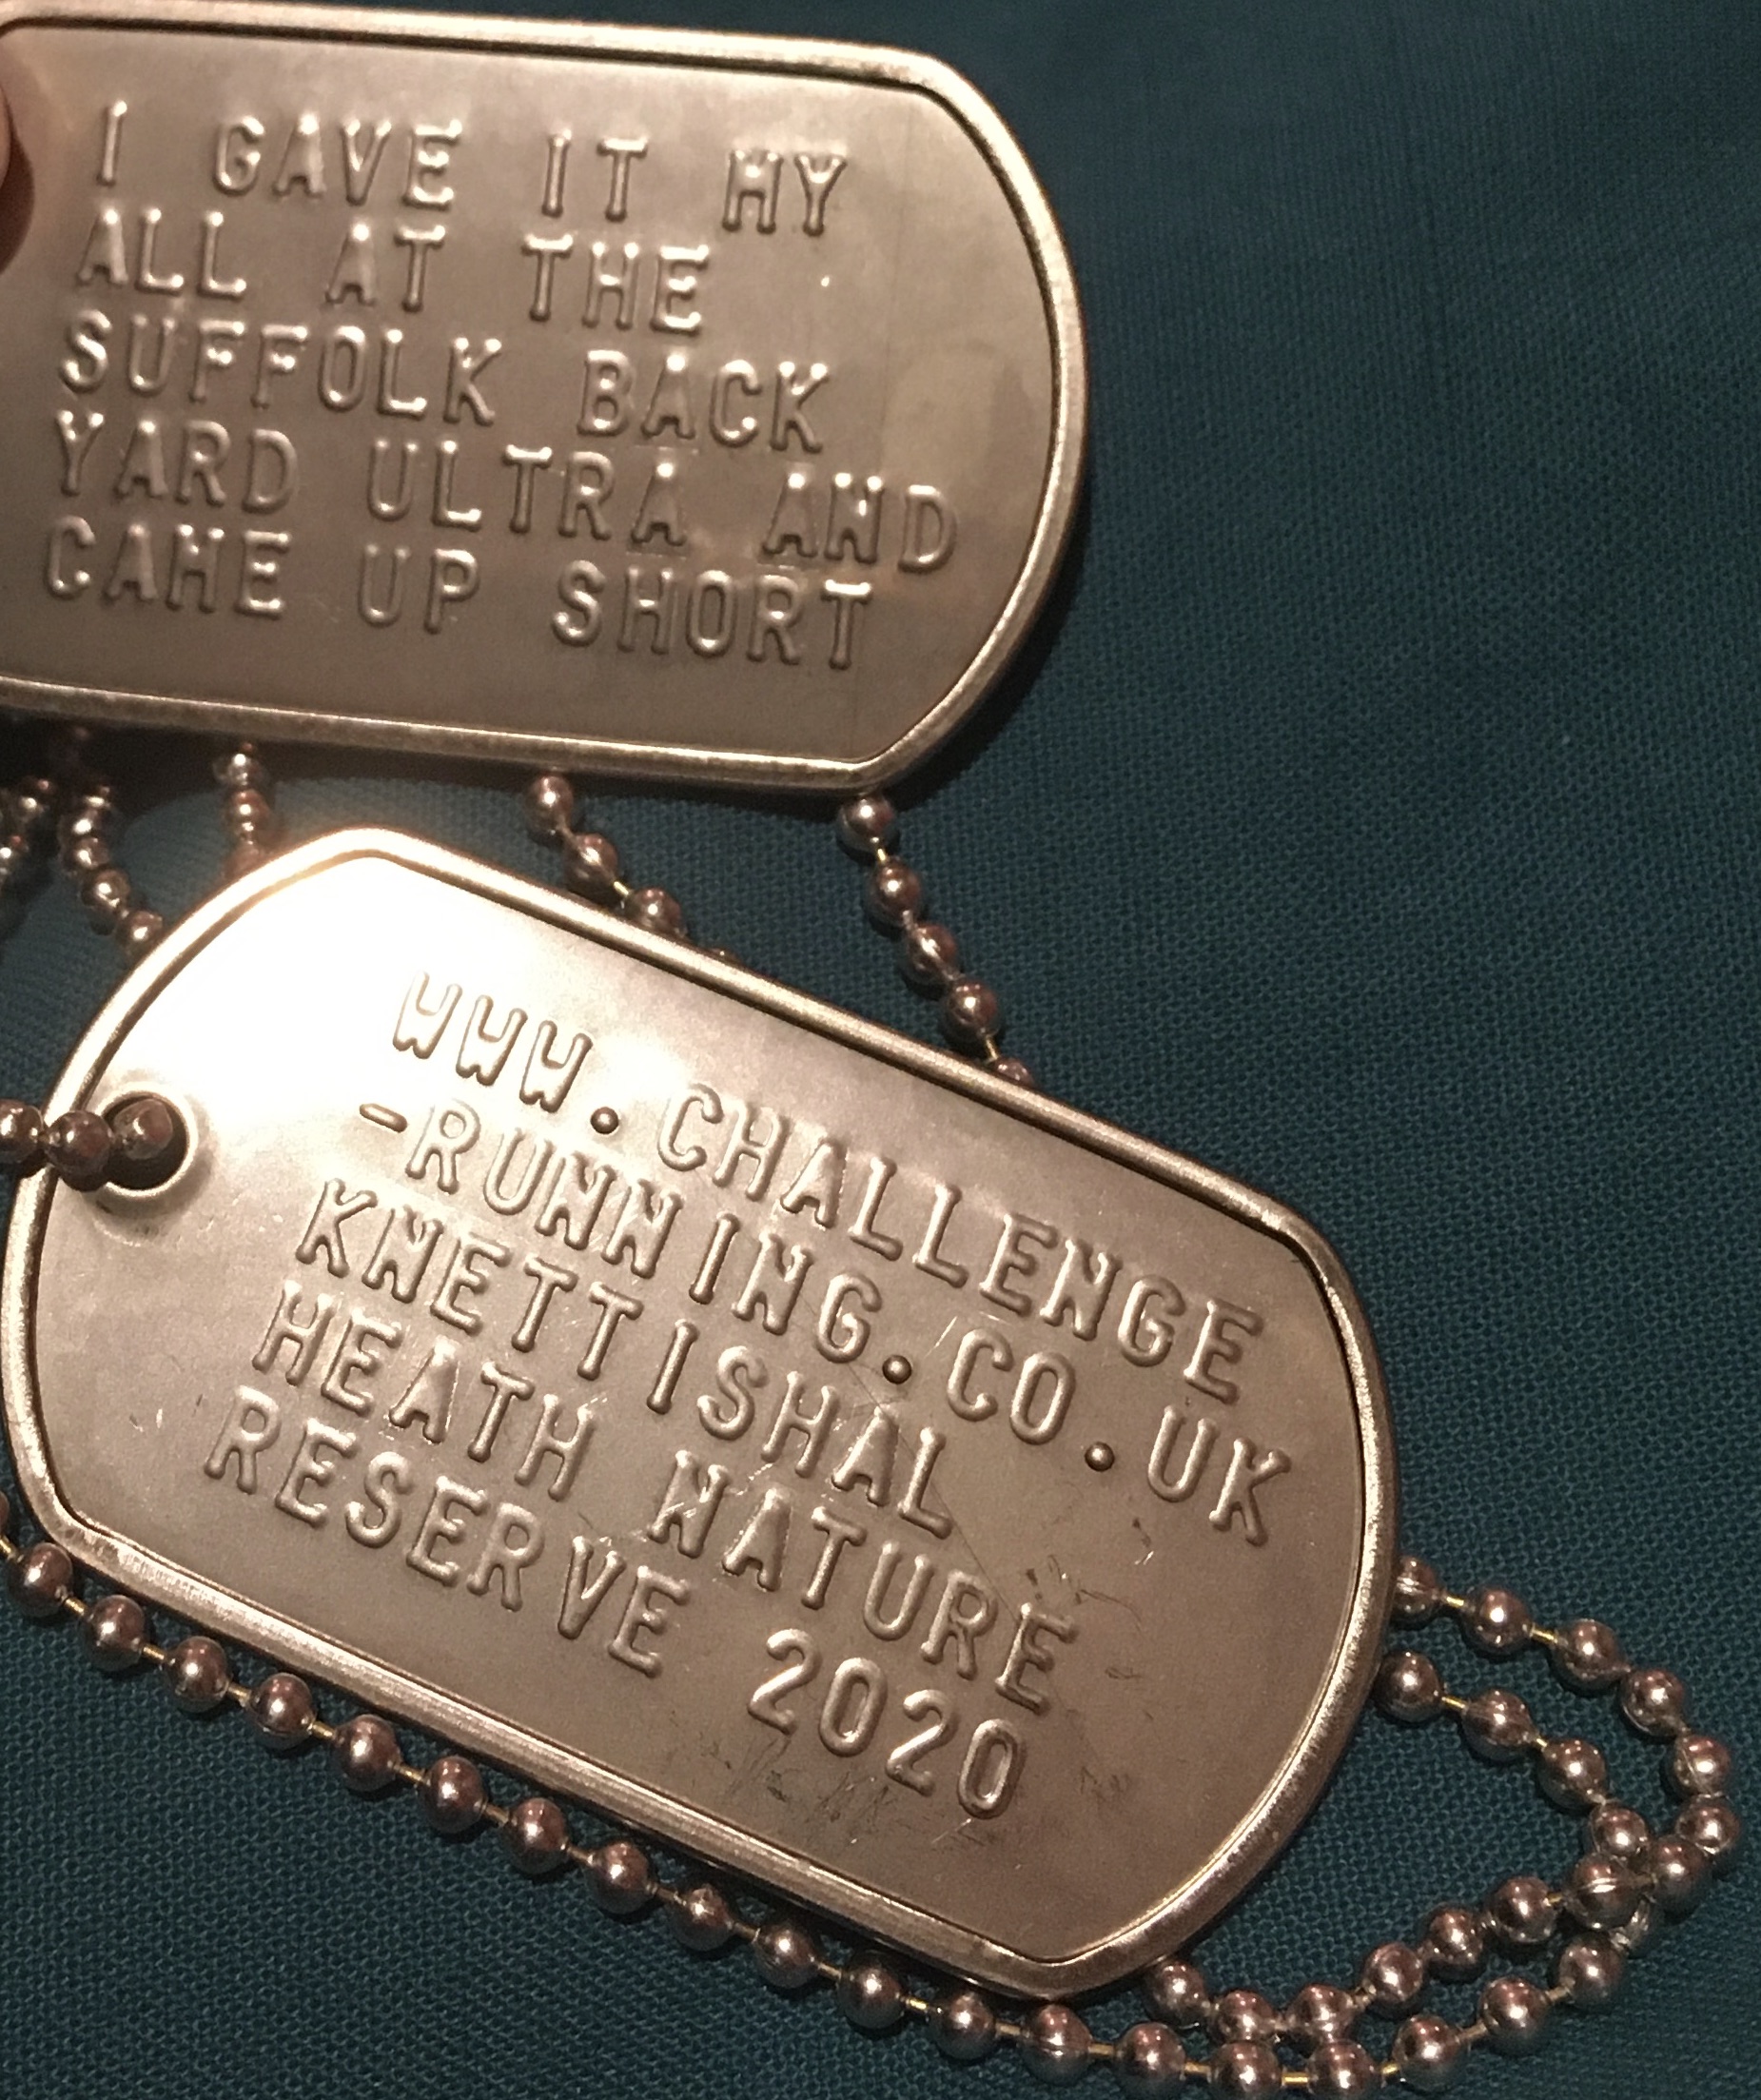 I GAVE IT MY
ALL AT THE
SUFFOLK BACK
YARD ULTRA AND
CAME UP SHORT
WWW.CHALLENGE
-RUNNING.CO.UK
KNETTISHAL
HEATH NATURE
RESERVE 2020